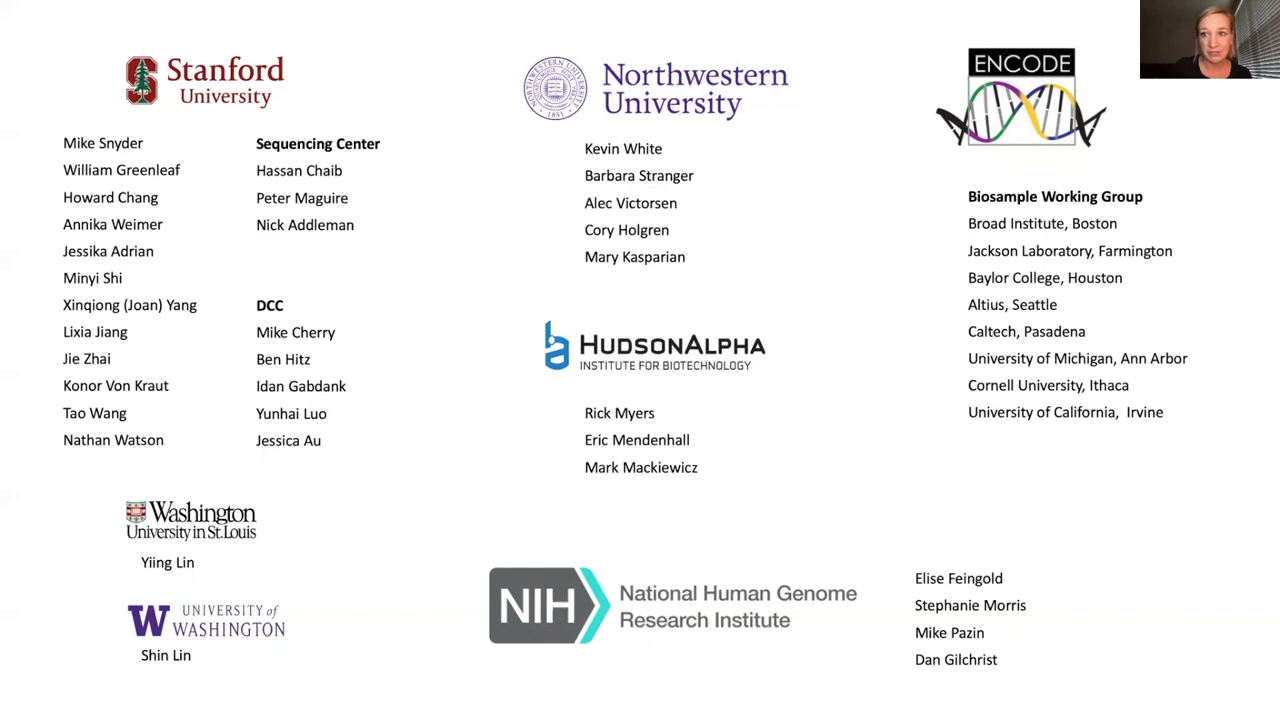 Stanford
University
Mike Snyder
William Greenleaf
Howard Chang
Annika Weimer
Jessika Adrian
Minyi Shi
Xinqiong (Joan) Yang
Lixia Jiang
Jie Zhai
Konor Von Kraut
Tao Wang
Nathan Watson
Sequencing Center
Hassan Chaib
Peter Maguire
Nick Addleman
DCC
Mike Cherry
Ben Hitz
Idan Gabdank
Yunhai Luo
Jessica Au
Washington
University in St. Louis
Yiing Lin
UNIVERSITY of
WASHINGTON
Shin Lin
Northwestern
University
Kevin White
Barbara Stranger
Alec Victorsen
Cory Holgren
Mary Kasparian
HUDSONALPHA
INSTITUTE FOR BIOTECHNOLOGY
Rick Myers
Eric Mendenhall
Mark Mackiewicz
NIH
National Human Genome
Research Institute
ENCODE
Biosample Working Group
Broad Institute, Boston
Jackson Laboratory, Farmington
Baylor College, Houston
Altius, Seattle
Caltech, Pasadena
University of Michigan, Ann Arbor
Cornell University, Ithaca
University of California, Irvine
Elise Feingold
Stephanie Morris
Mike Pazin
Dan Gilchrist